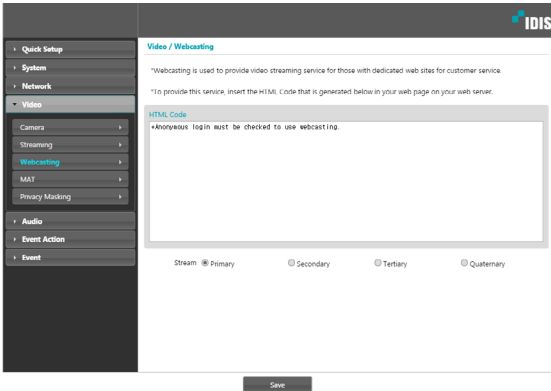 IDIS
Quick Setup
System
Network
Video
Camera
Streaming
Webcasting
MAT
Privacy Masking
Audio
Event Action
Event
Video / Webcasting
*Webcasting is used to provide video streaming service for those with dedicated web sites for customer service.
*To provide this service, insert the HTML Code that is generated below in your web page on your web server.
HTML Code
*Anonymous login must be checked to use webcasting.
Stream Primary Secondary Tertiary Quaternary
Save